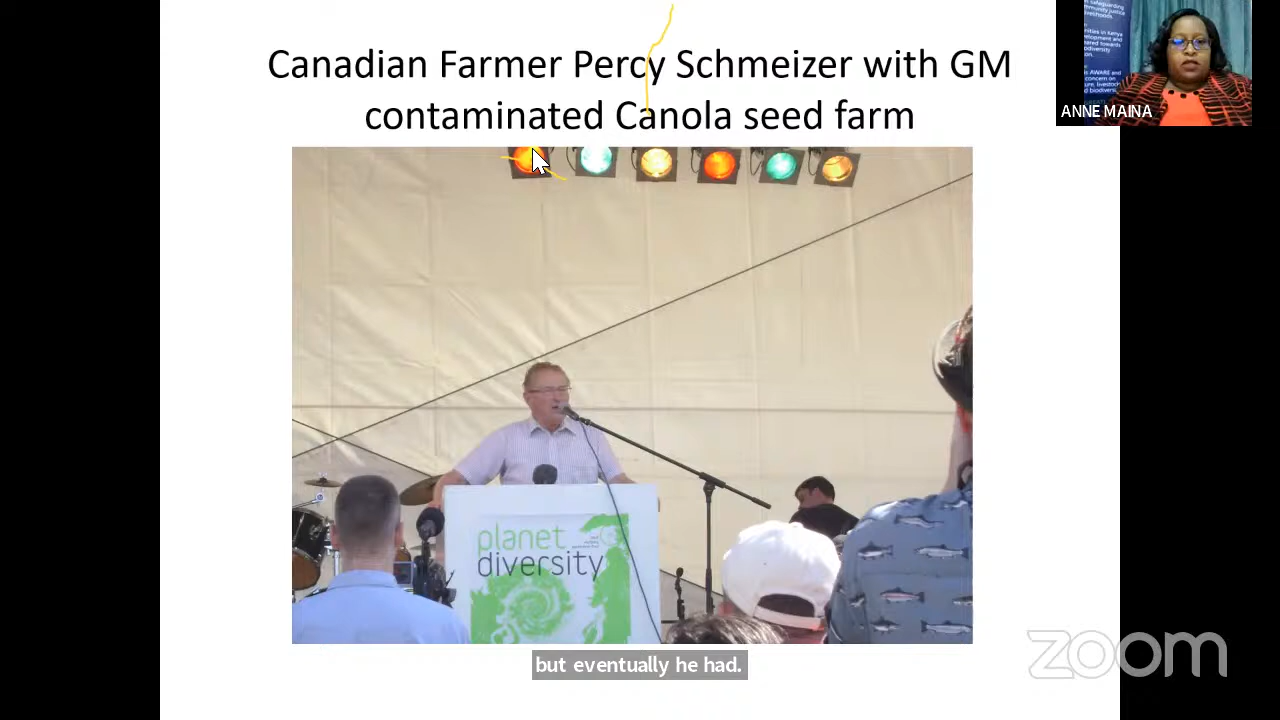 Canadian Farmer Percy Schmeizer with GM
contaminated Canola seed farm
ANNE MAINA
planet
diversity
but eventually he had.
zoom